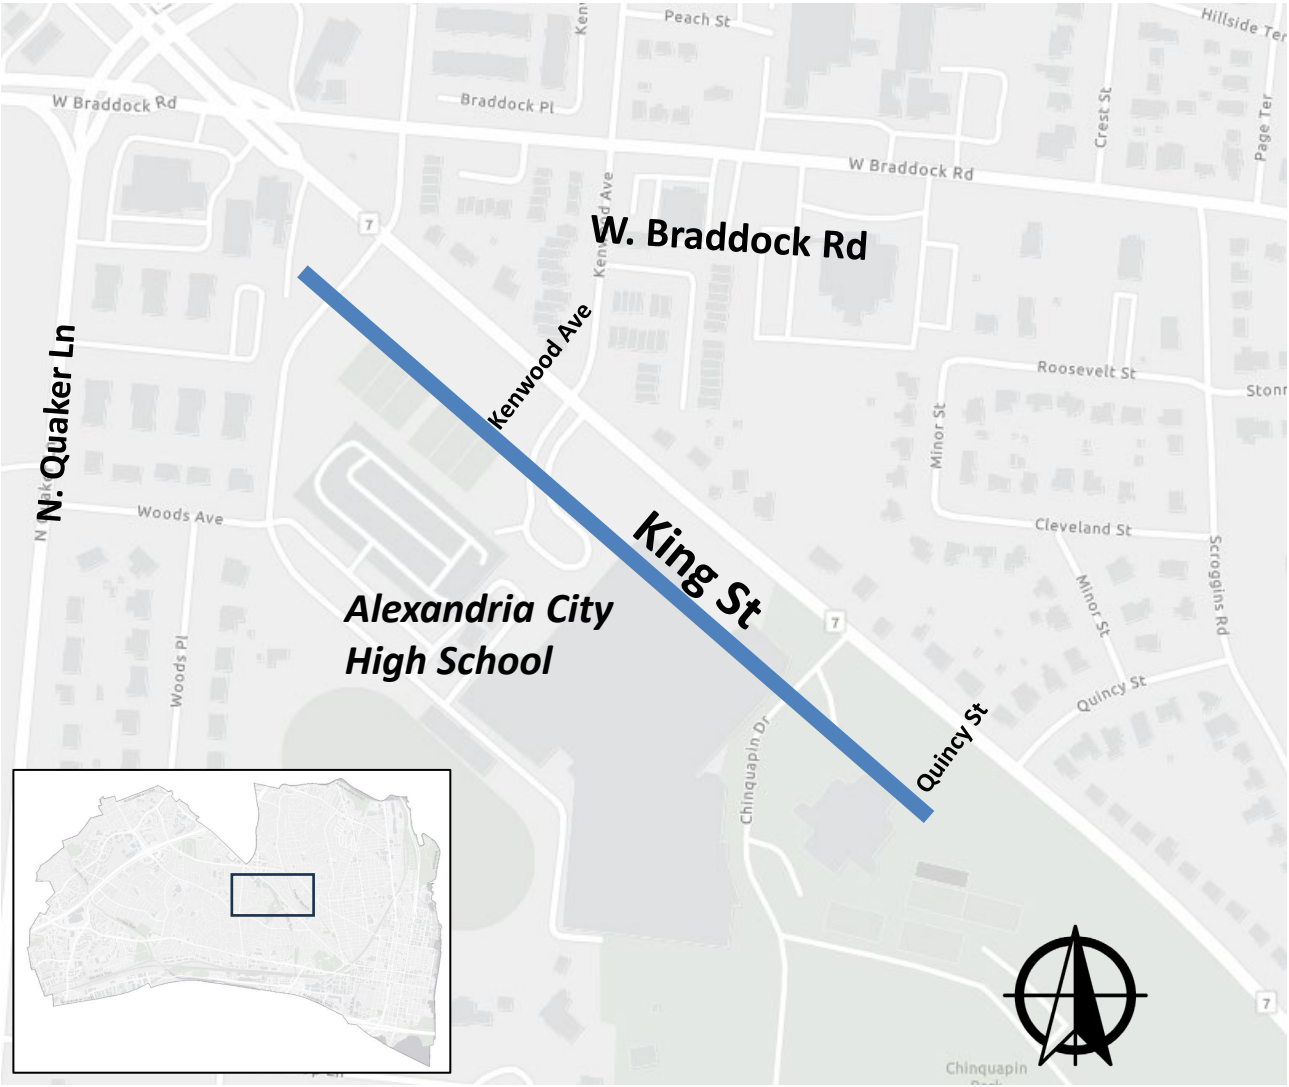 Peach St
Hillside Ter
W Braddock Rd
Braddock Pl
Crest St
Page Ter
W Braddock Rd
7
Kenwood Ave
W. Braddock Rd
Kenwood Ave
N. Quaker Ln
Roosevelt St
Minor St
Woods Ave
Cleveland St
King St
Scroggins Rd
Minor St
Alexandria City
High School
7
Woods Pl
Quincy St
Quincy St
Chinquapin Dr
7
Chinquapin